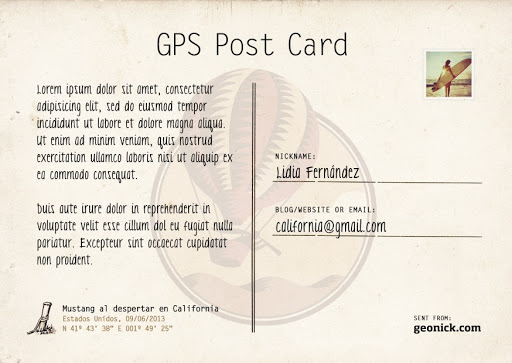 GPS Post Card
Lorem ipsum dolor sit amet, consectetur
adipisicing elit, sed do eiusmod tempor
incididunt ut labore et dolore magna aliqua.
Ut enim ad minim veniam, quis nostrud
exercitation ullamco laboris nisi ut aliquip ex
ea commodo consequat.
Duis aute irure dolor in reprehenderit in
voluptate velit esse cillum dol eu fugiat nulla
pariatur. Excepteur sint occaecat cupidatat
non proident.
NICKNAME:
Lidia Fernández
BLOG/WEBSITE OR EMAIL:
california@gmail.com
Mustang al despertar en California
Estados Unidos, 09/06/2013
N 41º 43' 38" E 001º 49' 25"
SENT FROM:
geonick.com